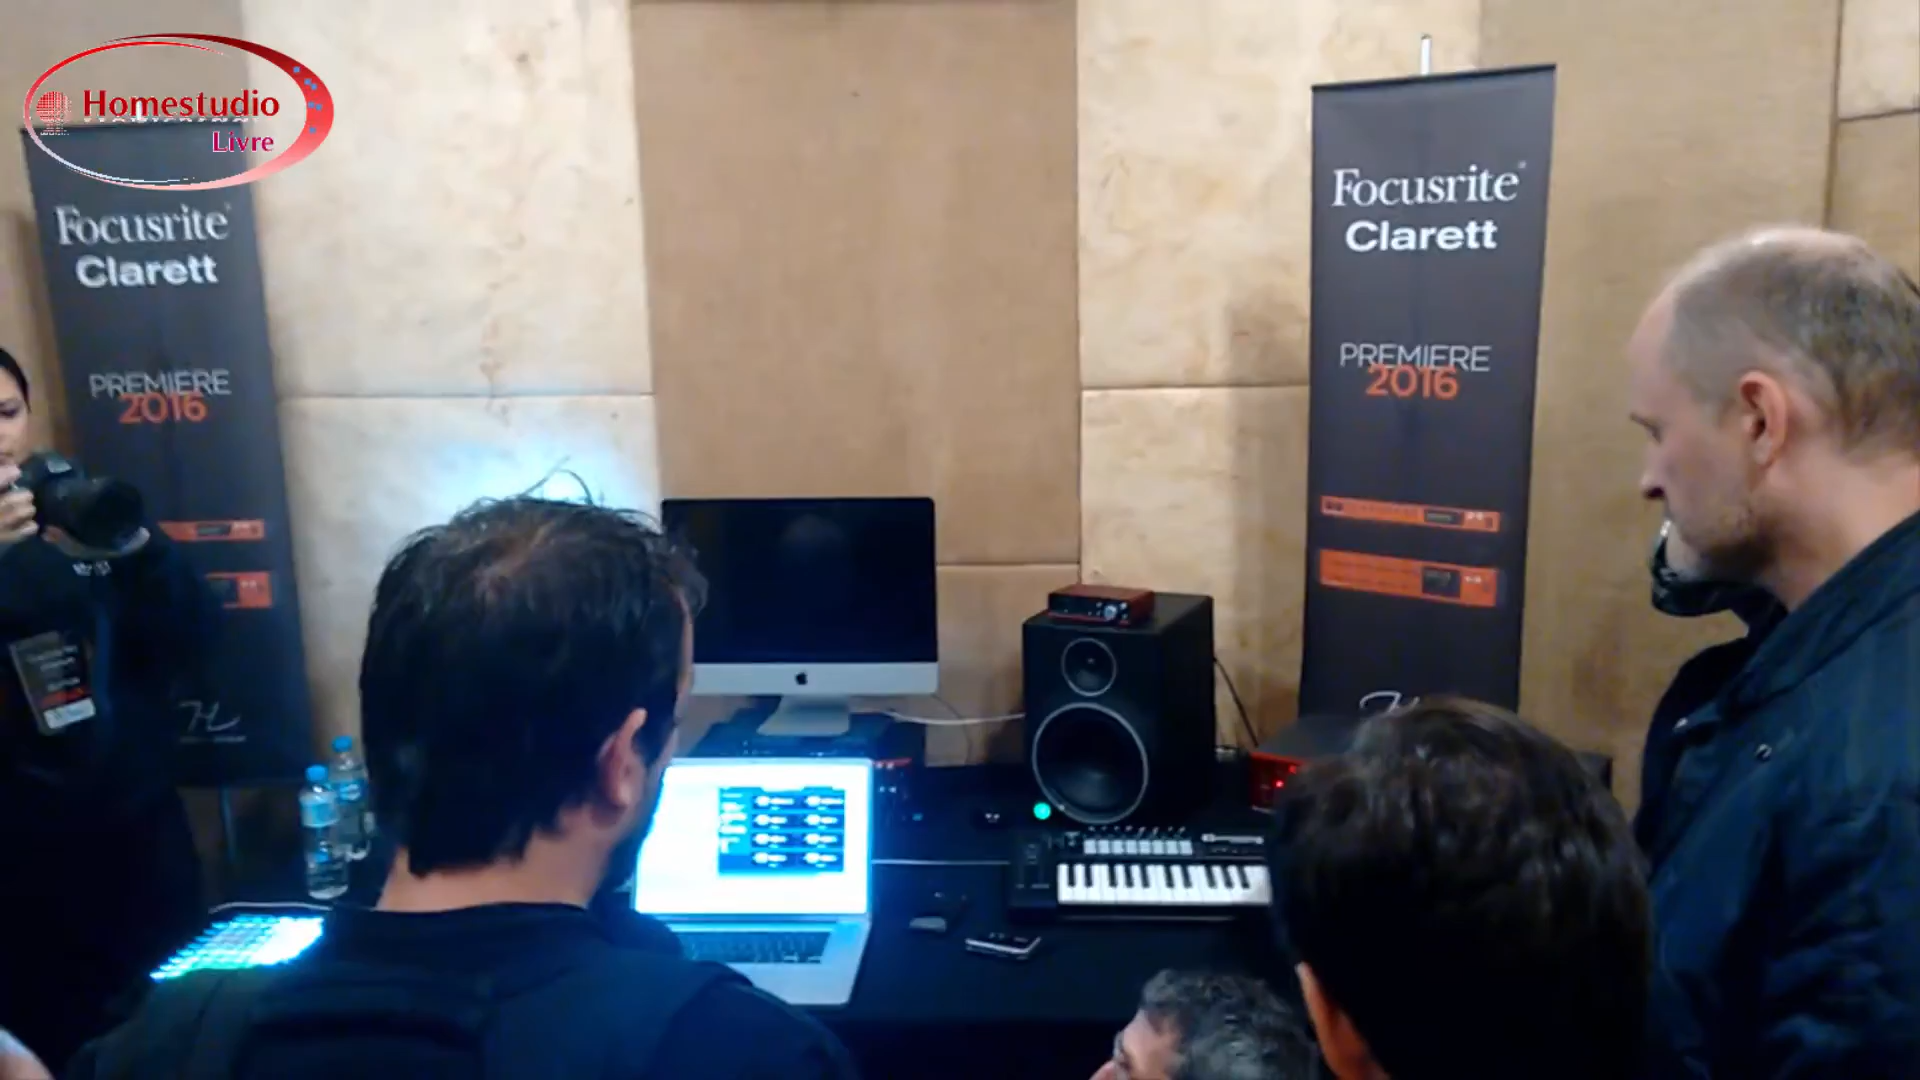 Homestudio
Livre
Focusrite
Clarett
PREMIERE
2016
Focusrite®
Clarett
PREMIERE
2016